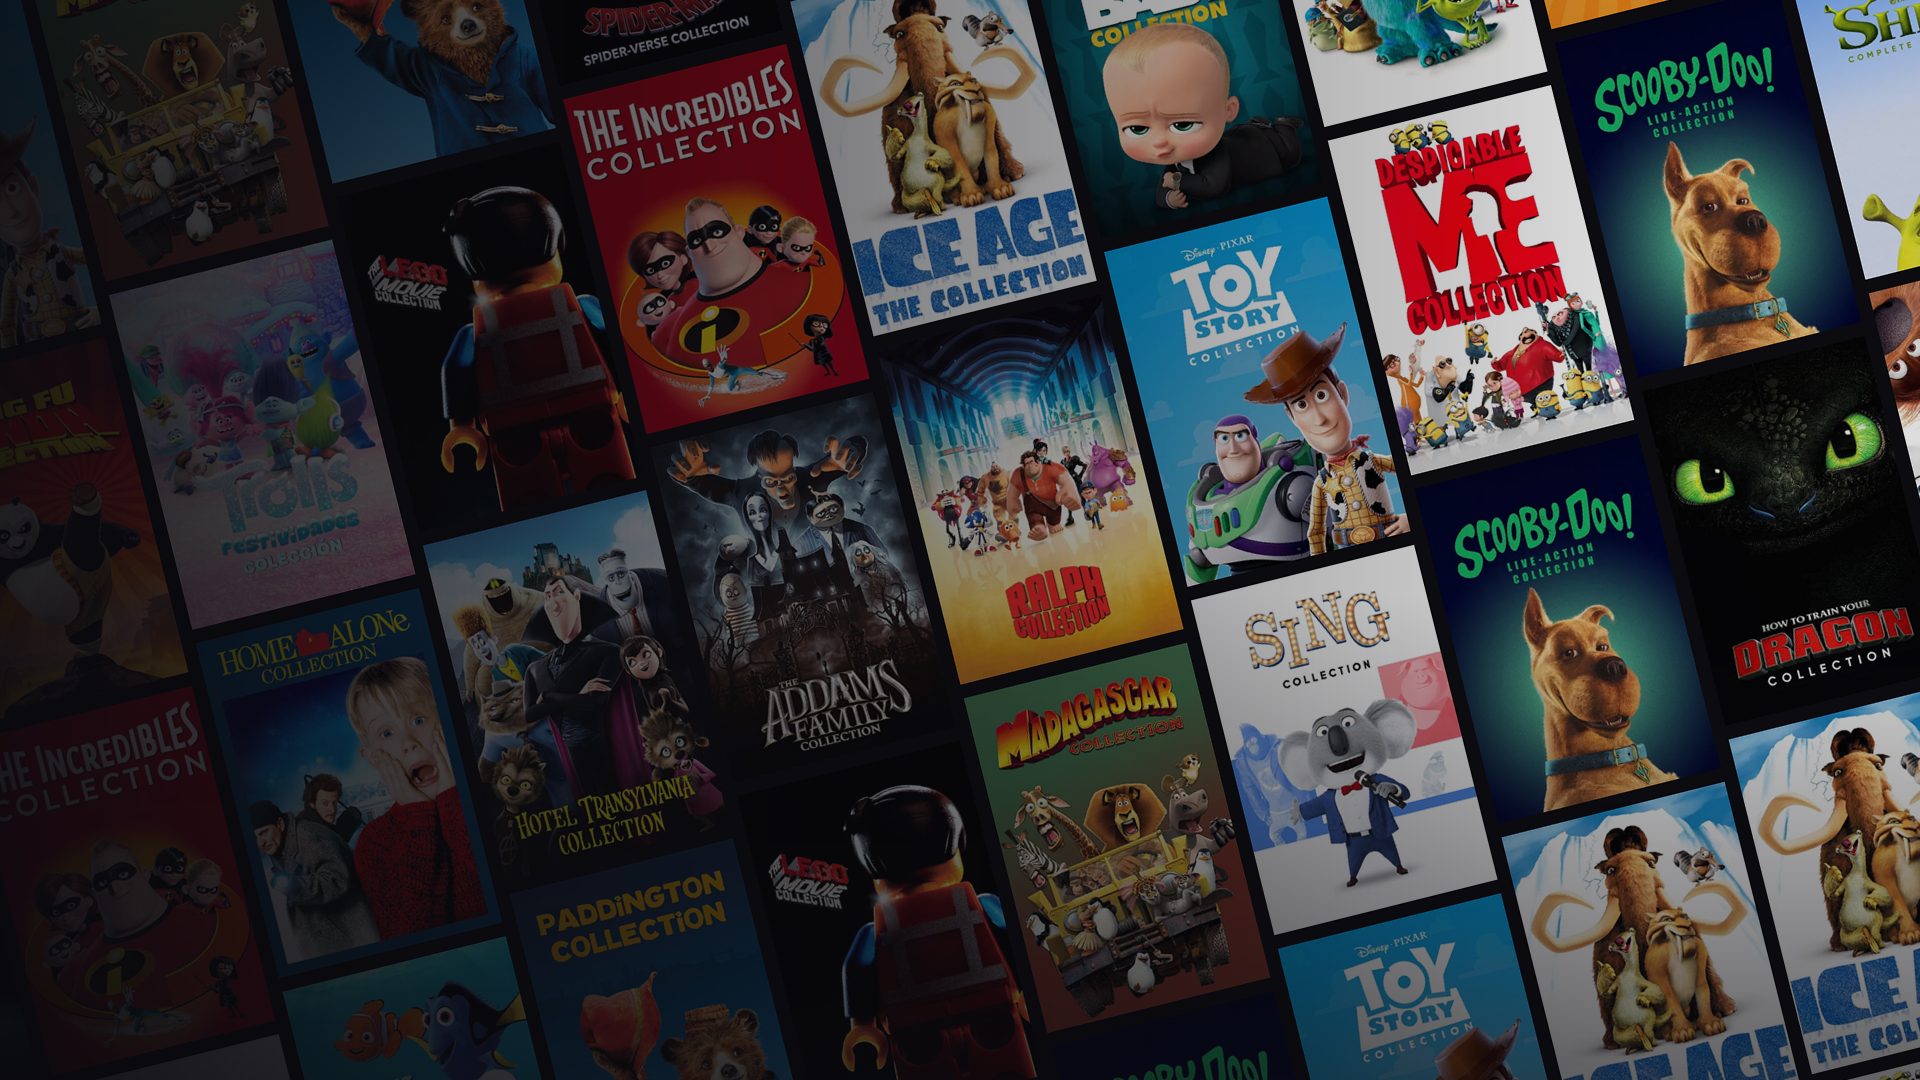 SPIDER-VERSE COLLECTION
COLLECTION
THE INCREDIBLES
COLLECTION
SCOOBY-DOO!
LIVE-ACTION
COLLECTION
DESPICABLE
ME
COLLECTION
ICE AGE
THE COLLECTION
DISNEY · PIXAR
TOY
STORY
COLLECTION
THE LEGO
MOVIE
COLLECTION
Trolls
FESTIVIDADES
COLECCIÓN
HOME ALONe
COLLECTION
RALPH
COLLECTION
SiNG
COLLECTION
SCOOBY-DOO!
LIVE-ACTION
COLLECTION
HOW TO TRAIN YOUR
DRAGON
COLLECTION
THE
ADDAMS
FAMILY
COLLECTION
MADAGASCAR
COLLECTION
HOTEL TRANSYLVANIA
COLLECTION
INCREDIBLES
COLLECTION
PADDiNGTON
COLLECTiON
THE LEGO
MOVIE
COLLECTION
DISNEY · PIXAR
TOY
STORY
COLLECTION
ICE AGE
SCOOBY-DOO!